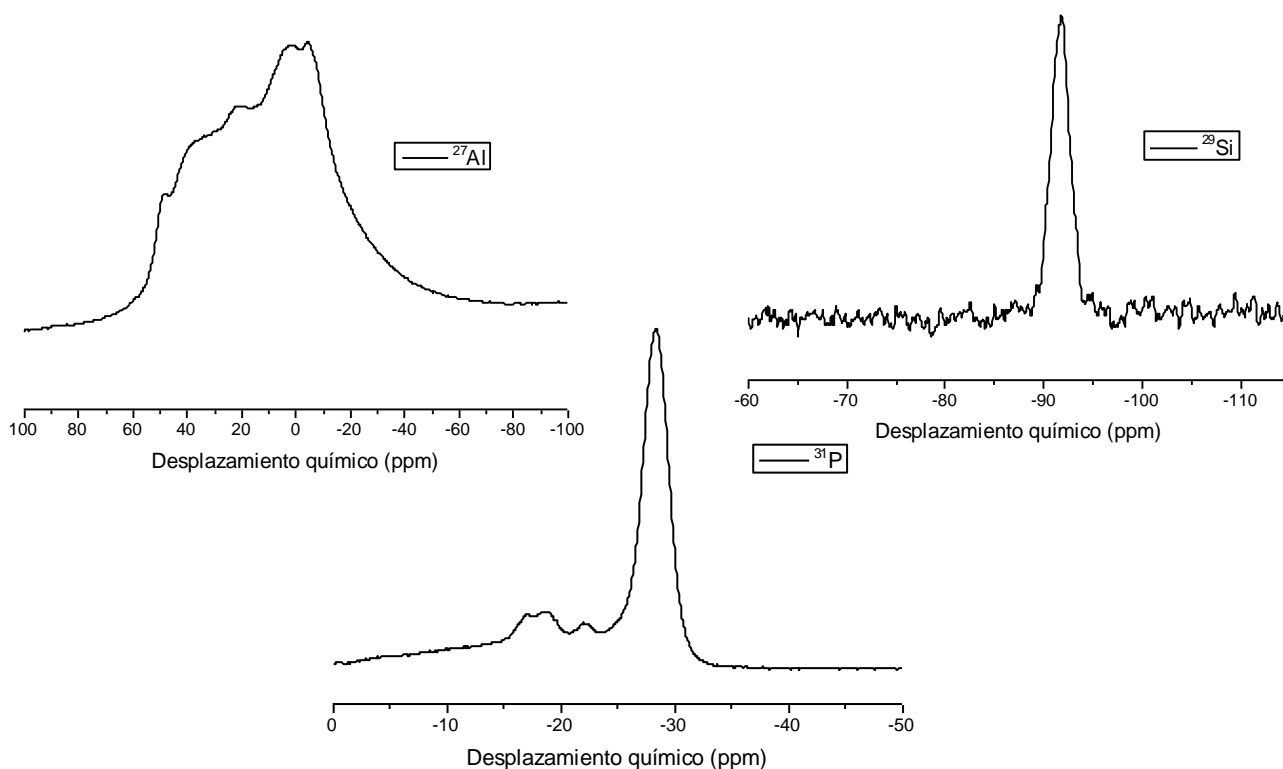 ²⁷Al
100 80 60 40 20 0 -20 -40 -60 -80 -100
Desplazamiento químico (ppm)
²⁹Si
-60 -70 -80 -90 -100 -110
Desplazamiento químico (ppm)
³¹P
0 -10 -20 -30 -40 -50
Desplazamiento químico (ppm)